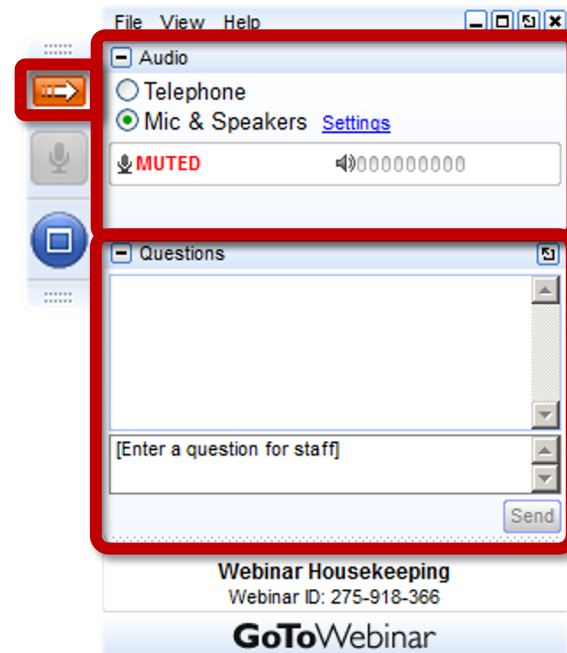 File View Help
Audio
Telephone
Mic & Speakers Settings
MUTED 000000000
Questions
[Enter a question for staff]
Send
Webinar Housekeeping
Webinar ID: 275-918-366
GoToWebinar